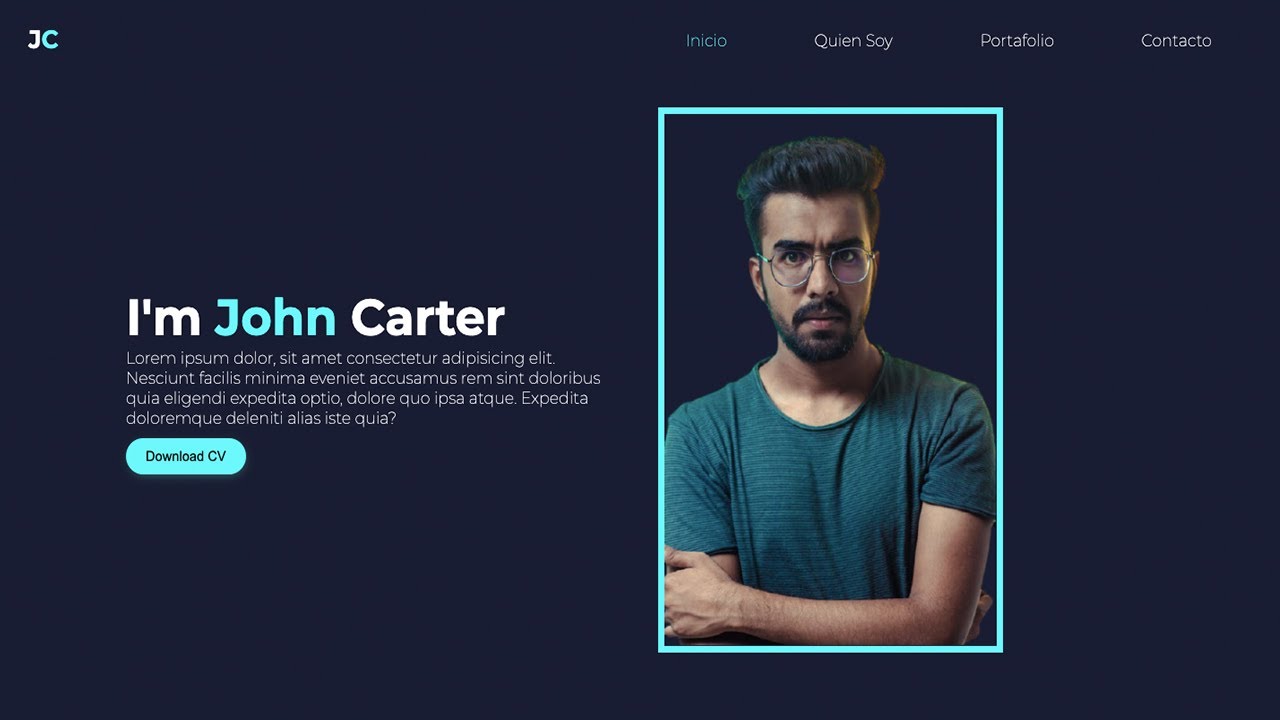 JC
Inicio Quien Soy Portafolio Contacto
I'm John Carter
Lorem ipsum dolor, sit amet consectetur adipisicing elit.
Nesciunt facilis minima eveniet accusamus rem sint doloribus
quia eligendi expedita optio, dolore quo ipsa atque. Expedita
doloremque deleniti alias iste quia?
Download CV